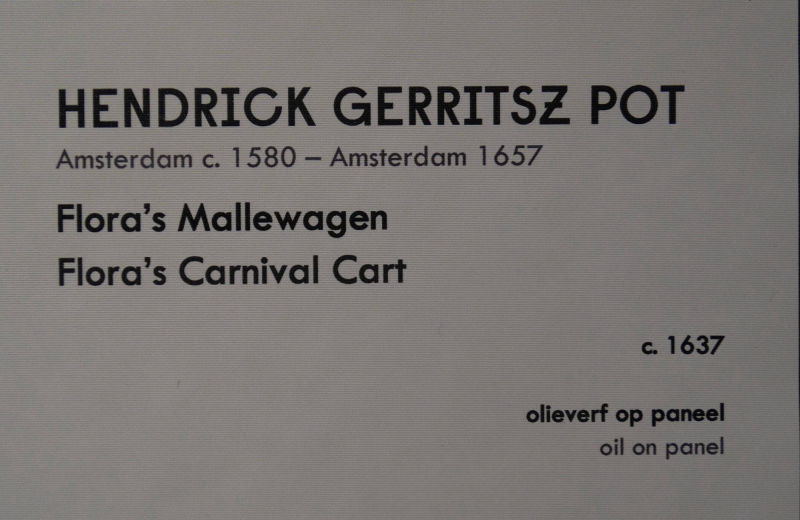 HENDRICK GERRITSZ POT
Amsterdam c. 1580 – Amsterdam 1657
Flora's Mallewagen
Flora's Carnival Cart
c. 1637
olieverf op paneel
oil on panel